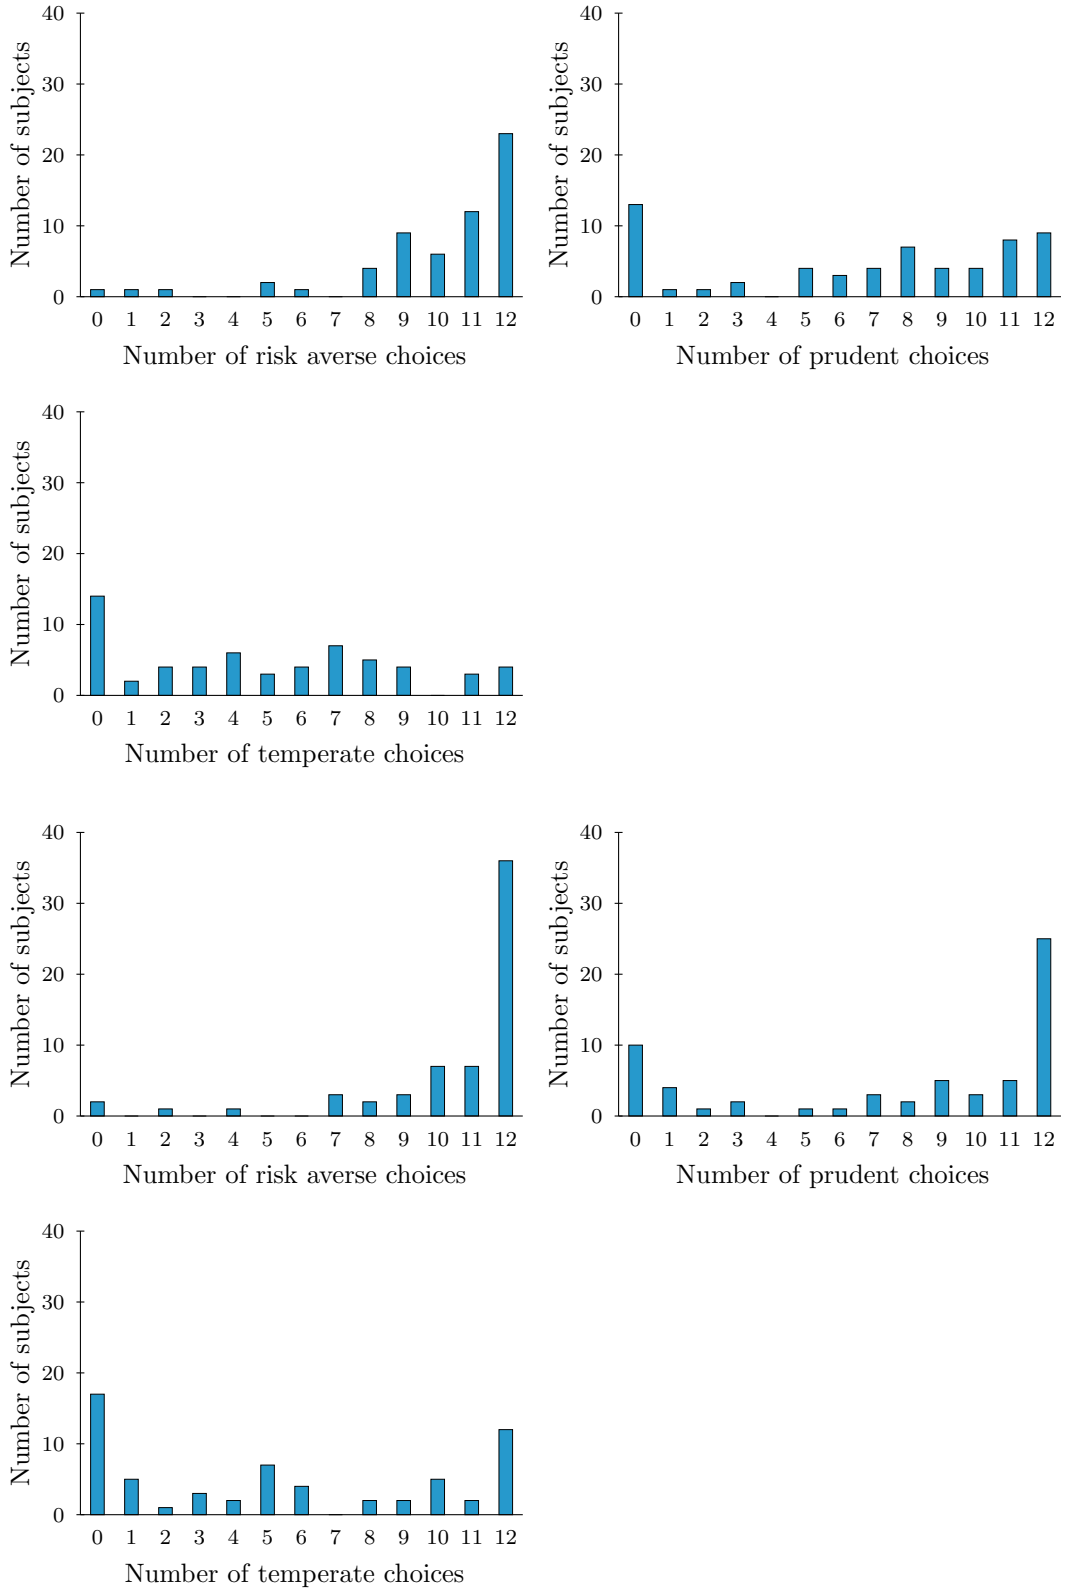 40
30
20
10
0
Number of subjects
0 1 2 3 4 5 6 7 8 9 10 11 12
Number of risk averse choices
40
30
20
10
0
Number of subjects
0 1 2 3 4 5 6 7 8 9 10 11 12
Number of prudent choices
40
30
20
10
0
Number of subjects
0 1 2 3 4 5 6 7 8 9 10 11 12
Number of temperate choices
40
30
20
10
0
Number of subjects
0 1 2 3 4 5 6 7 8 9 10 11 12
Number of risk averse choices
40
30
20
10
0
Number of subjects
0 1 2 3 4 5 6 7 8 9 10 11 12
Number of prudent choices
40
30
20
10
0
Number of subjects
0 1 2 3 4 5 6 7 8 9 10 11 12
Number of temperate choices